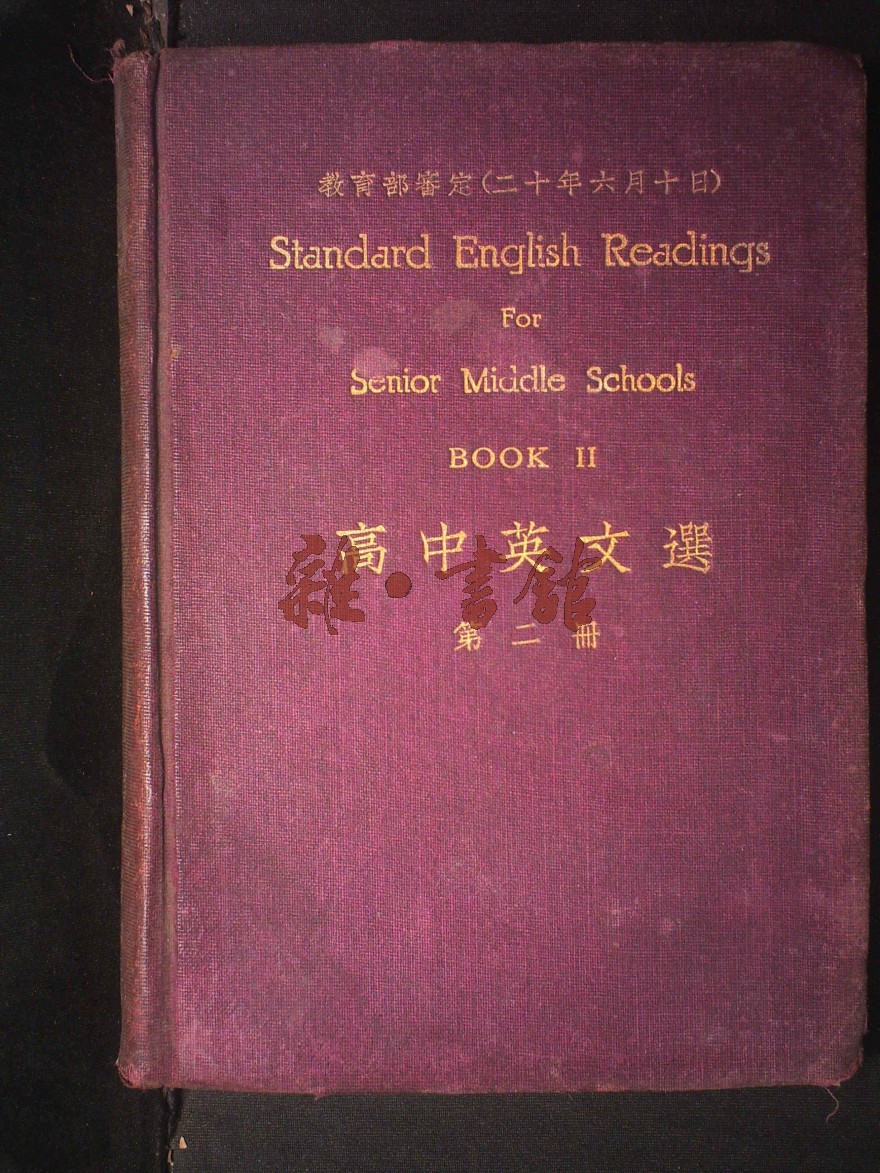 教育部審定(二十年六月十日)
Standard English Readings
For
Senior Middle Schools
BOOK II
高中英文選
雜·書館
第二冊